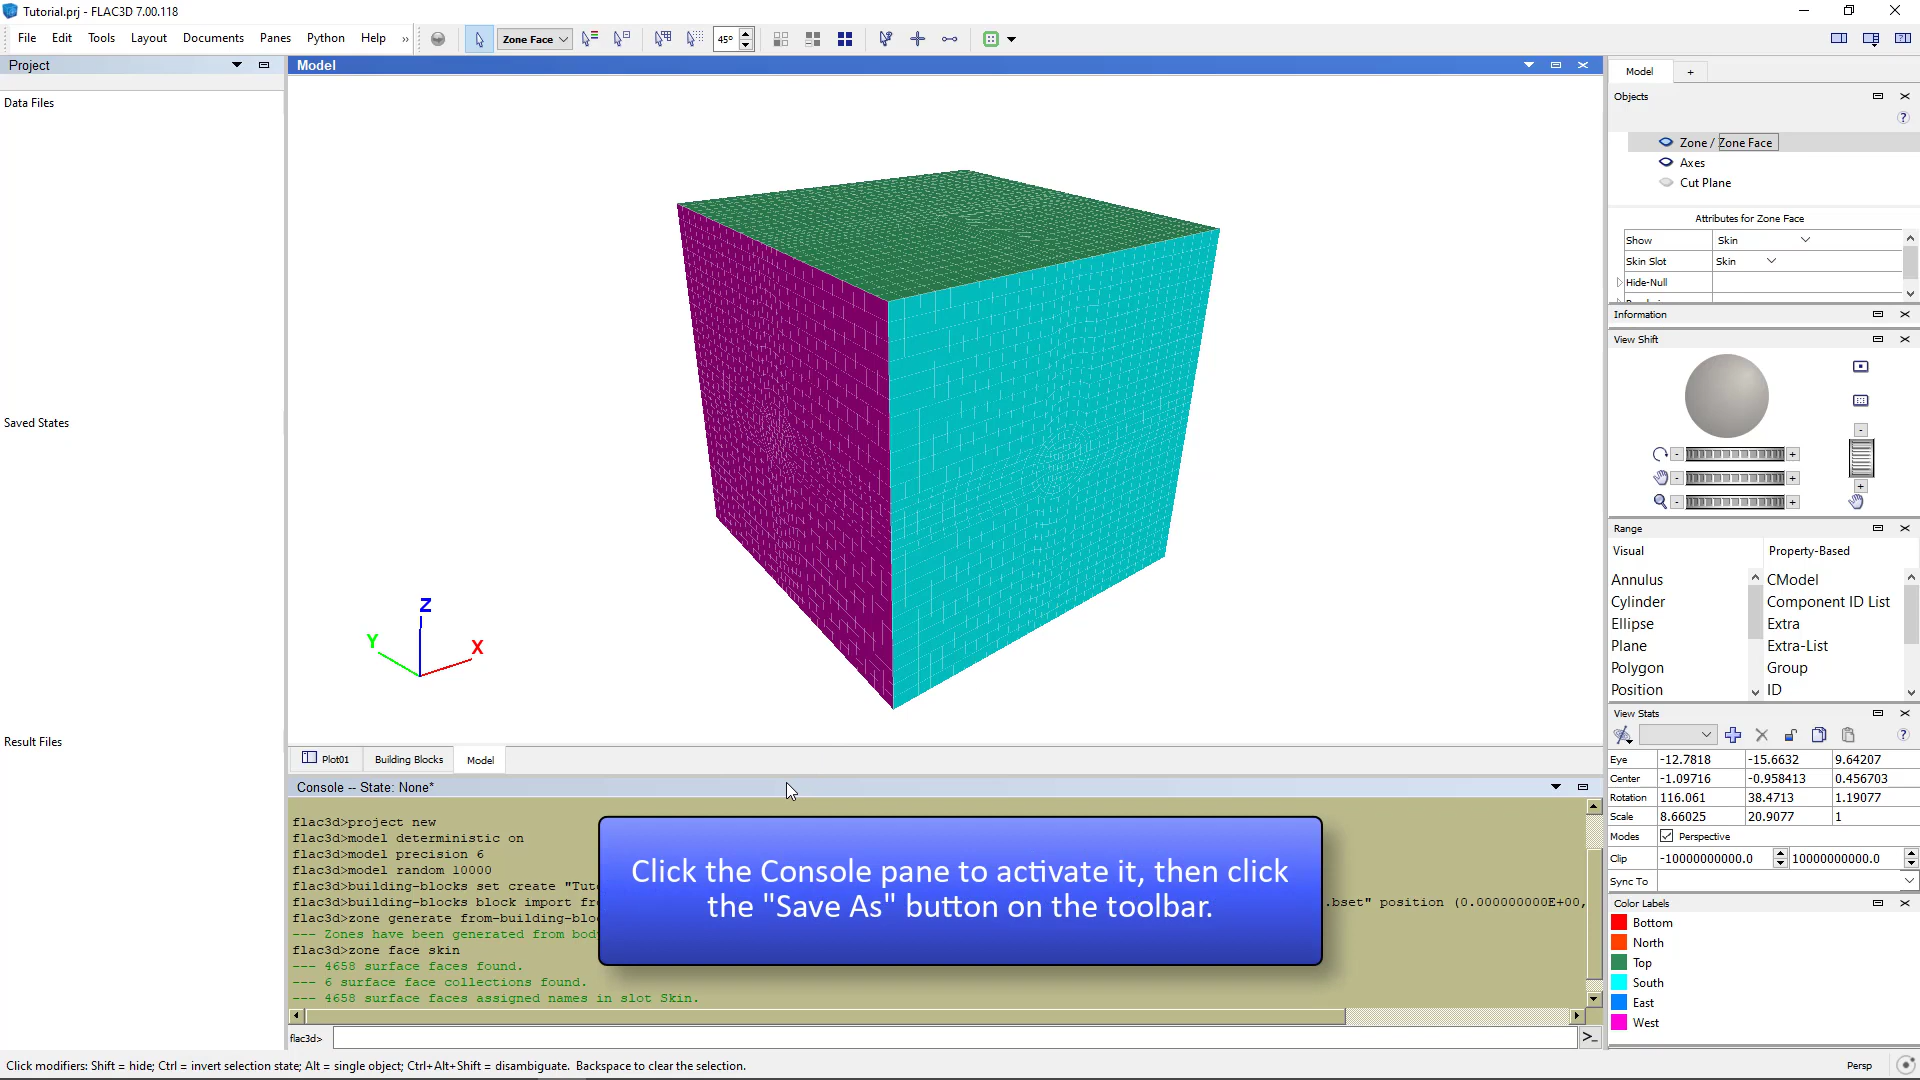 Tutorial.prj - FLAC3D 7.00.118
File Edit Tools Layout Documents Panes Python Help » Zone Face 45°
Project
Data Files
Saved States
Result Files
Model
Z
Y
X
Plot01 Building Blocks Model
Console -- State: None*
flac3d>project new
flac3d>model deterministic on
flac3d>model precision 6
flac3d>model random 10000
flac3d>building-blocks set create "Tut
flac3d>building-blocks block import fro .bset" position (0.000000000E+00,
flac3d>zone generate from-building-bloc
--- Zones have been generated from
flac3d>zone face skin
--- 4658 surface faces found.
--- 6 surface face collections found.
--- 4658 surface faces assigned names in slot Skin.
flac3d>
>_
Click the Console pane to activate it, then click
the "Save As" button on the toolbar.
Model +
Objects
?
Zone / Zone Face
Axes
Cut Plane
Attributes for Zone Face
Show Skin
Skin Slot Skin
Hide-Null
Information
View Shift
-
- +
- +
+
- +
Range
Visual Property-Based
Annulus CModel
Cylinder Component ID List
Ellipse Extra
Plane Extra-List
Polygon Group
Position ID
View Stats
?
Eye -12.7818 -15.6632 9.64207
Center -1.09716 -0.958413 0.456703
Rotation 116.061 38.4713 1.19077
Scale 8.66025 20.9077 1
Modes Perspective
Clip -10000000000.0 10000000000.0
Sync To
Color Labels
Bottom
North
Top
South
East
West
Click modifiers: Shift = hide; Ctrl = invert selection state; Alt = single object; Ctrl+Alt+Shift = disambiguate. Backspace to clear the selection.
Persp